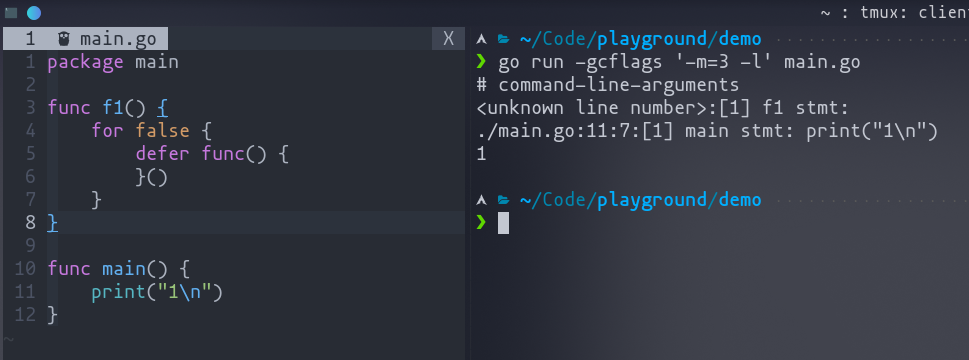 ~ : tmux: clien
1 main.go X
1 package main
2
3 func f1() {
4 for false {
5 defer func() {
6 }()
7 }
8 }
9
10 func main() {
11 print("1\n")
12 }
~
~/Code/playground/demo
❯ go run -gcflags '-m=3 -l' main.go
# command-line-arguments
<unknown line number>:[1] f1 stmt:
./main.go:11:7:[1] main stmt: print("1\n")
1
~/Code/playground/demo
❯